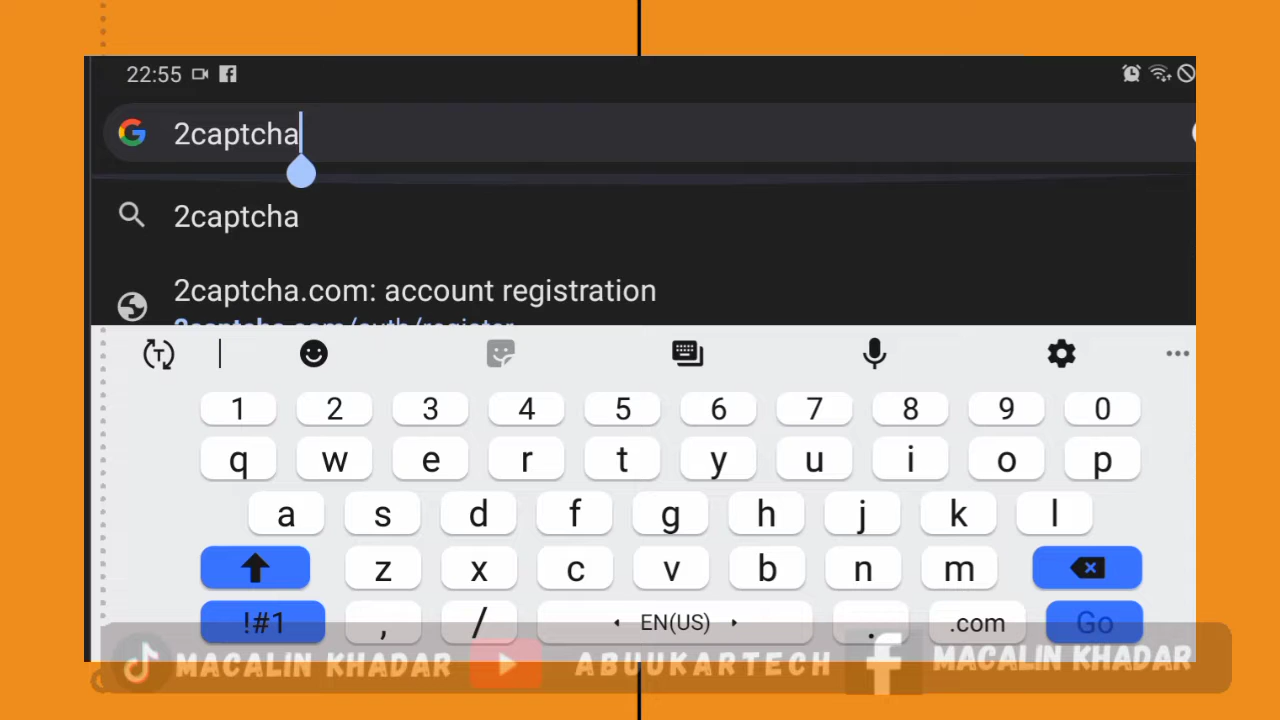 22:55
2captcha
2captcha
2captcha.com: account registration
2captcha.com/auth/register
1 2 3 4 5 6 7 8 9 0
q w e r t y u i o p
a s d f g h j k l
z x c v b n m
!#1 , / EN(US) . .com Go
MACALIN KHADAR ABUUKARTECH MACALIN KHADAR